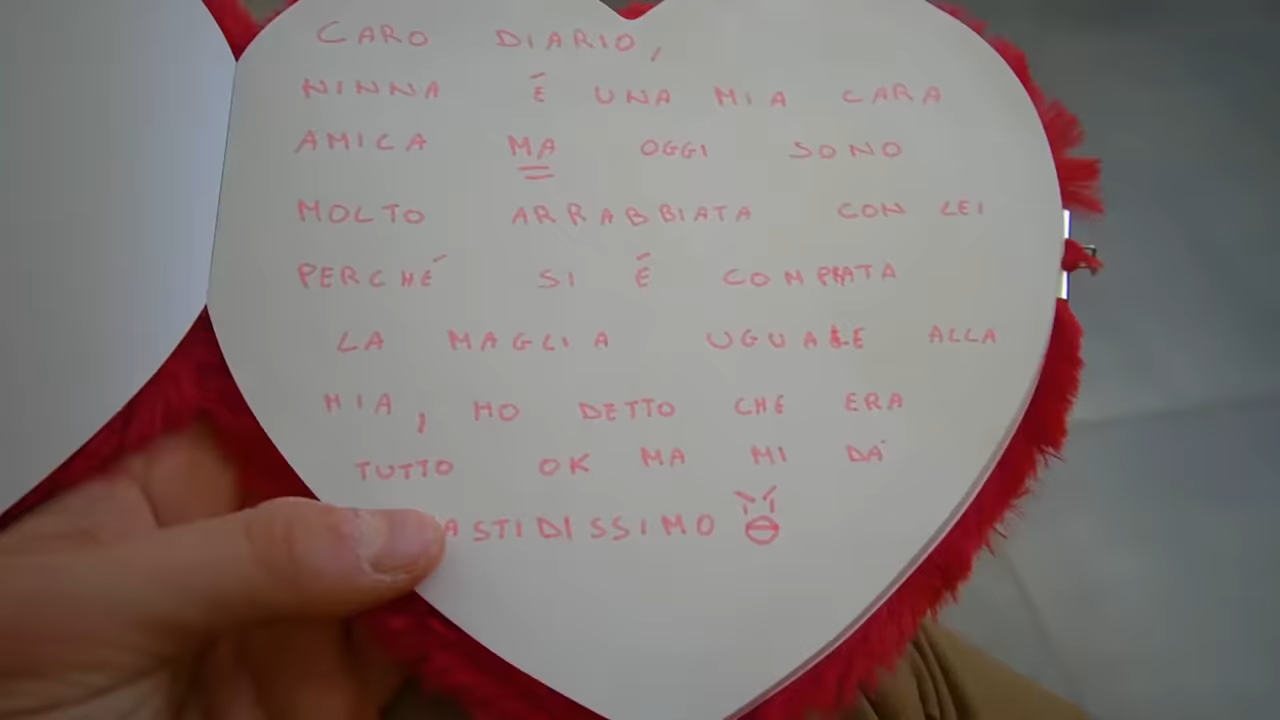 CARO DIARIO,
NINNA É UNA MIA CARA
AMICA MA OGGI SONO
MOLTO ARRABBIATA CON LEI
PERCHÉ SI É COMPRATA
LA MAGLIA UGUALE ALLA
MIA, HO DETTO CHE ERA
TUTTO OK MA MI DÀ
ASTIDISSIMO